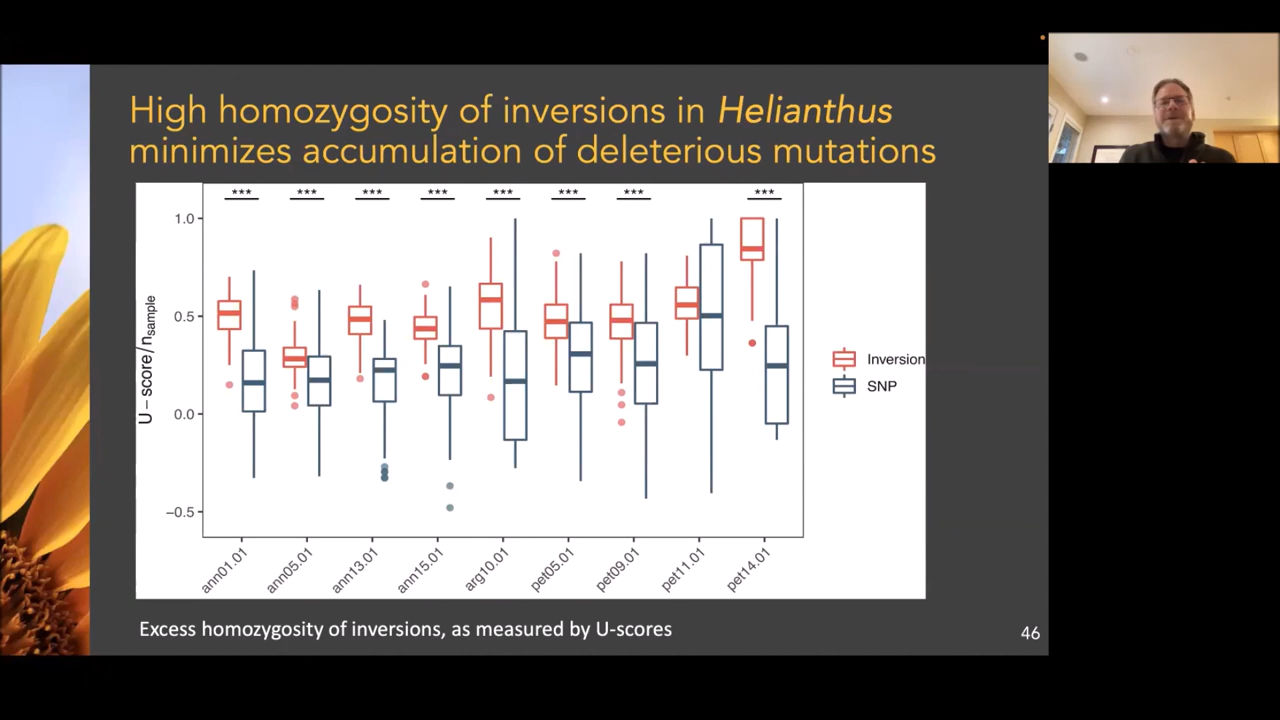 High homozygosity of inversions in Helianthus
minimizes accumulation of deleterious mutations
*** *** *** *** *** *** *** ***
1.0
0.5
0.0
−0.5
U − score/nsample
ann01.01 ann05.01 ann13.01 ann15.01 arg10.01 pet05.01 pet09.01 pet11.01 pet14.01
Inversion
SNP
Excess homozygosity of inversions, as measured by U-scores
46